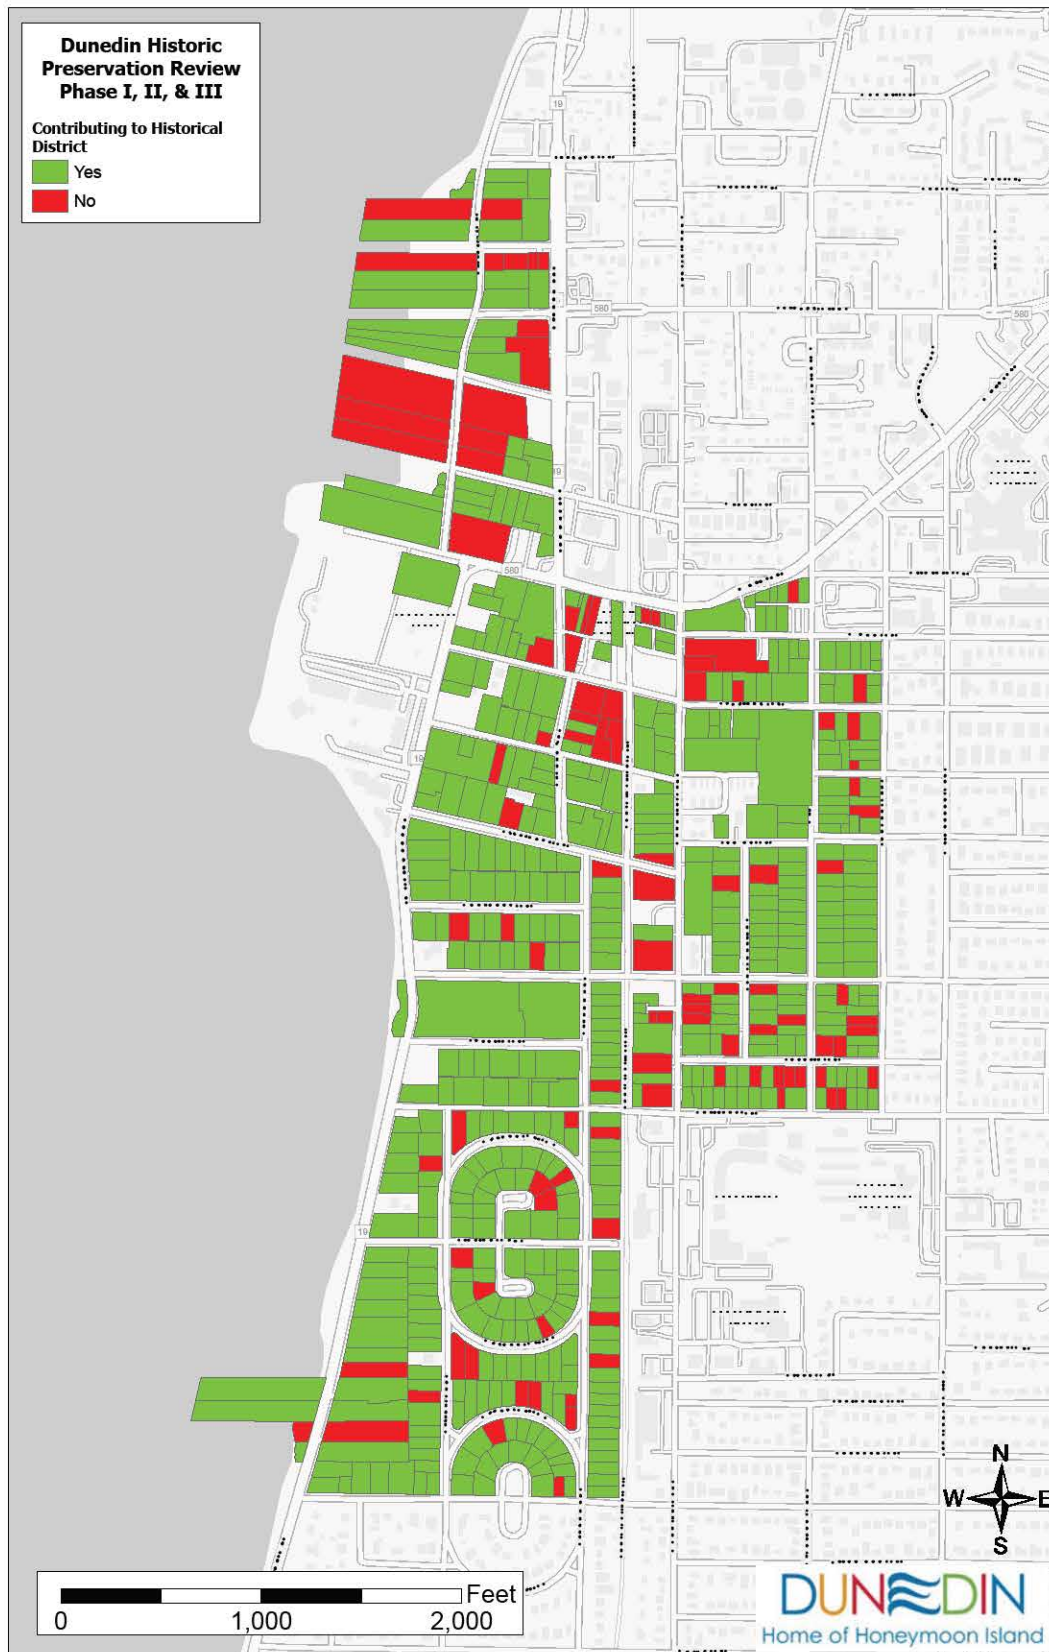 Dunedin Historic
Preservation Review
Phase I, II, & III
Contributing to Historical
District
Yes
No
19
580
580
19
580
19
19
N
W
E
S
Feet
0
1,000
2,000
DUNEDIN
Home of Honeymoon Island